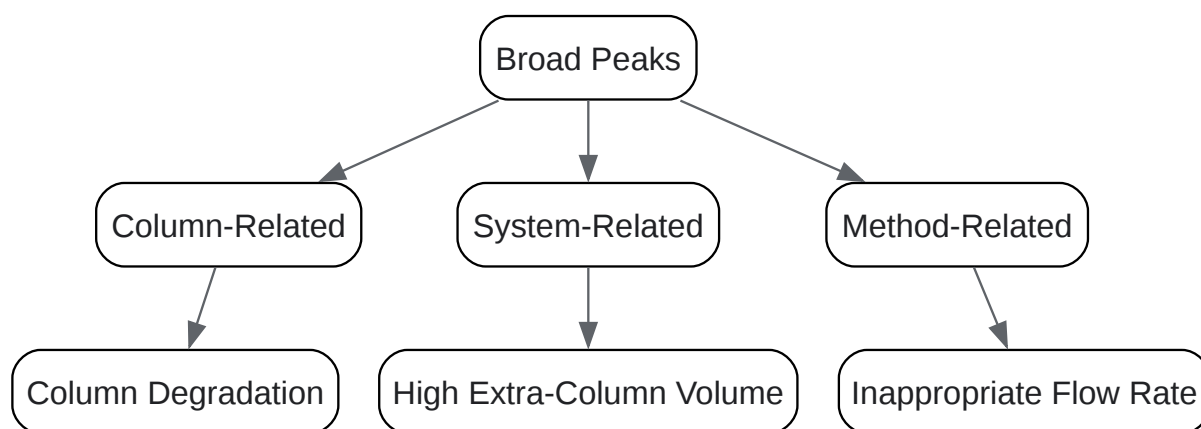 Broad Peaks
Column-Related
System-Related
Method-Related
Column Degradation
High Extra-Column Volume
Inappropriate Flow Rate